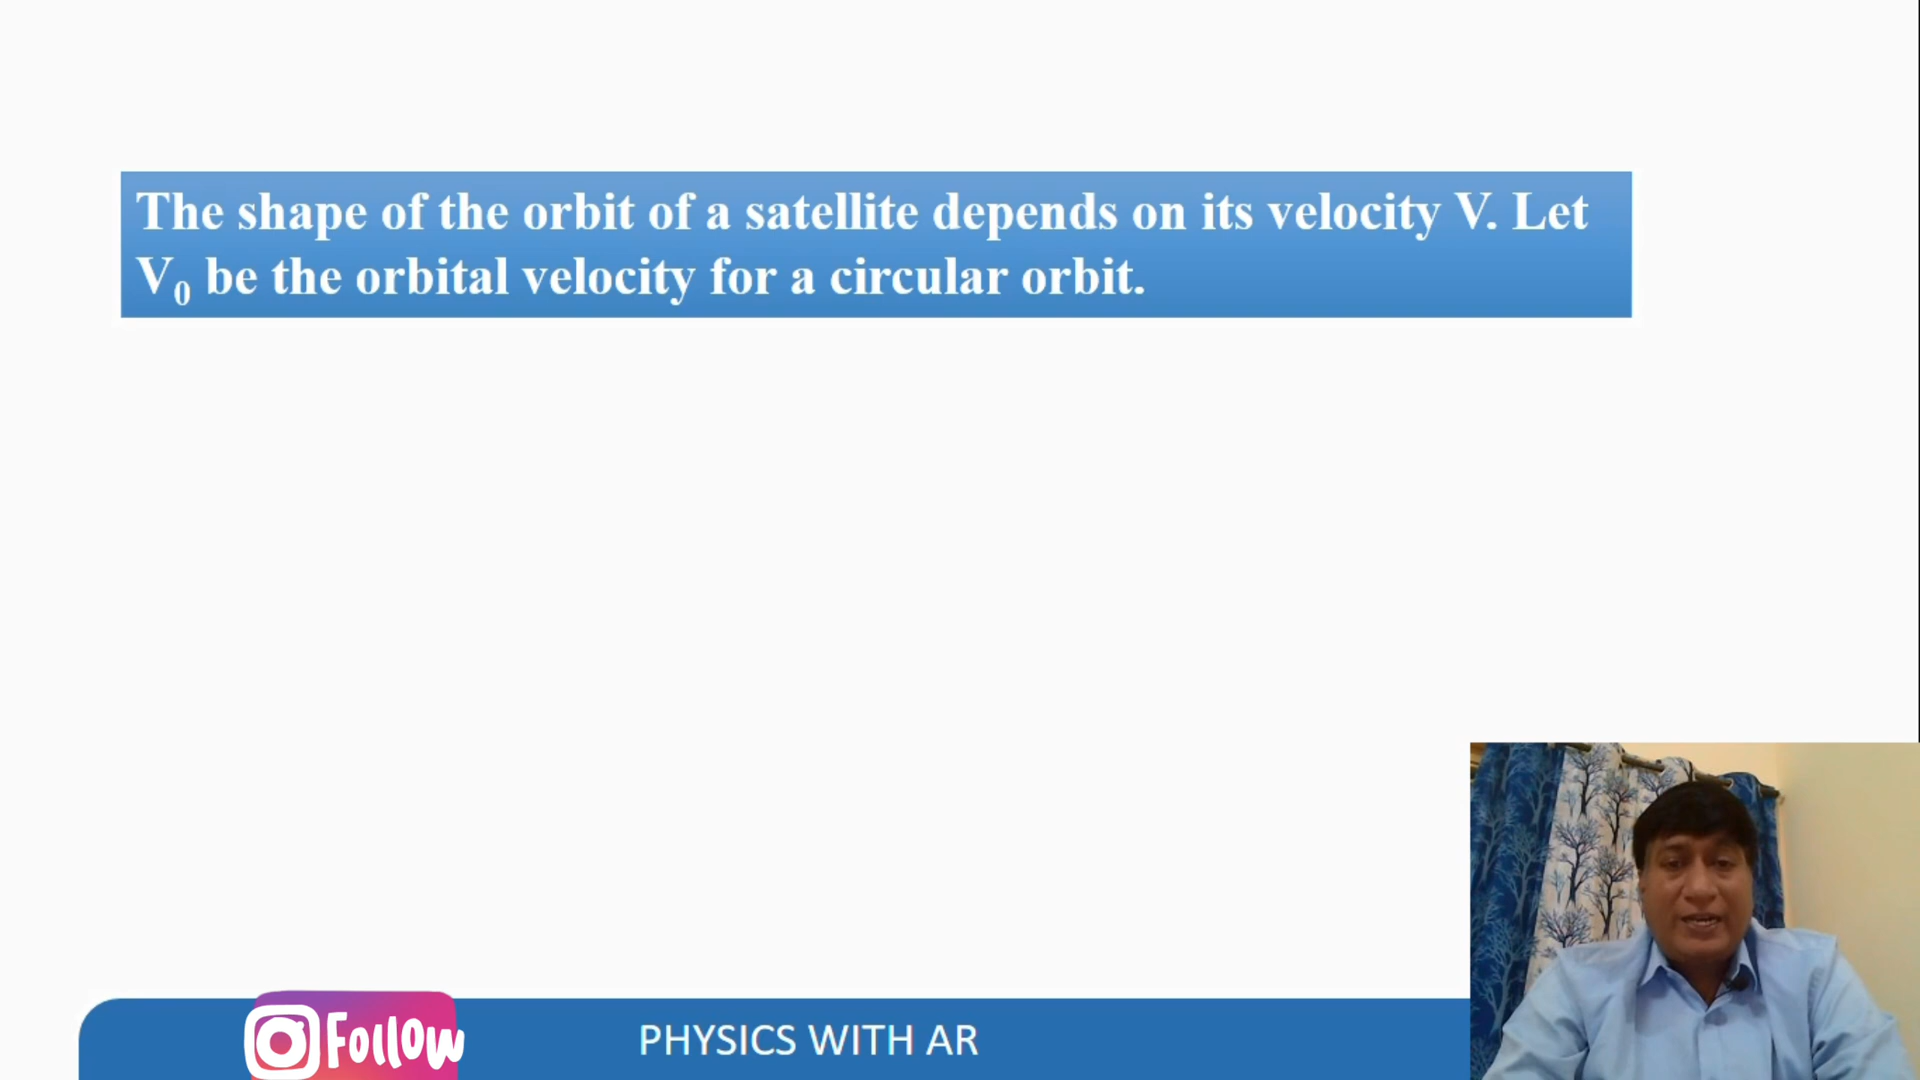 The shape of the orbit of a satellite depends on its velocity V. Let
V₀ be the orbital velocity for a circular orbit.
Follow
PHYSICS WITH AR